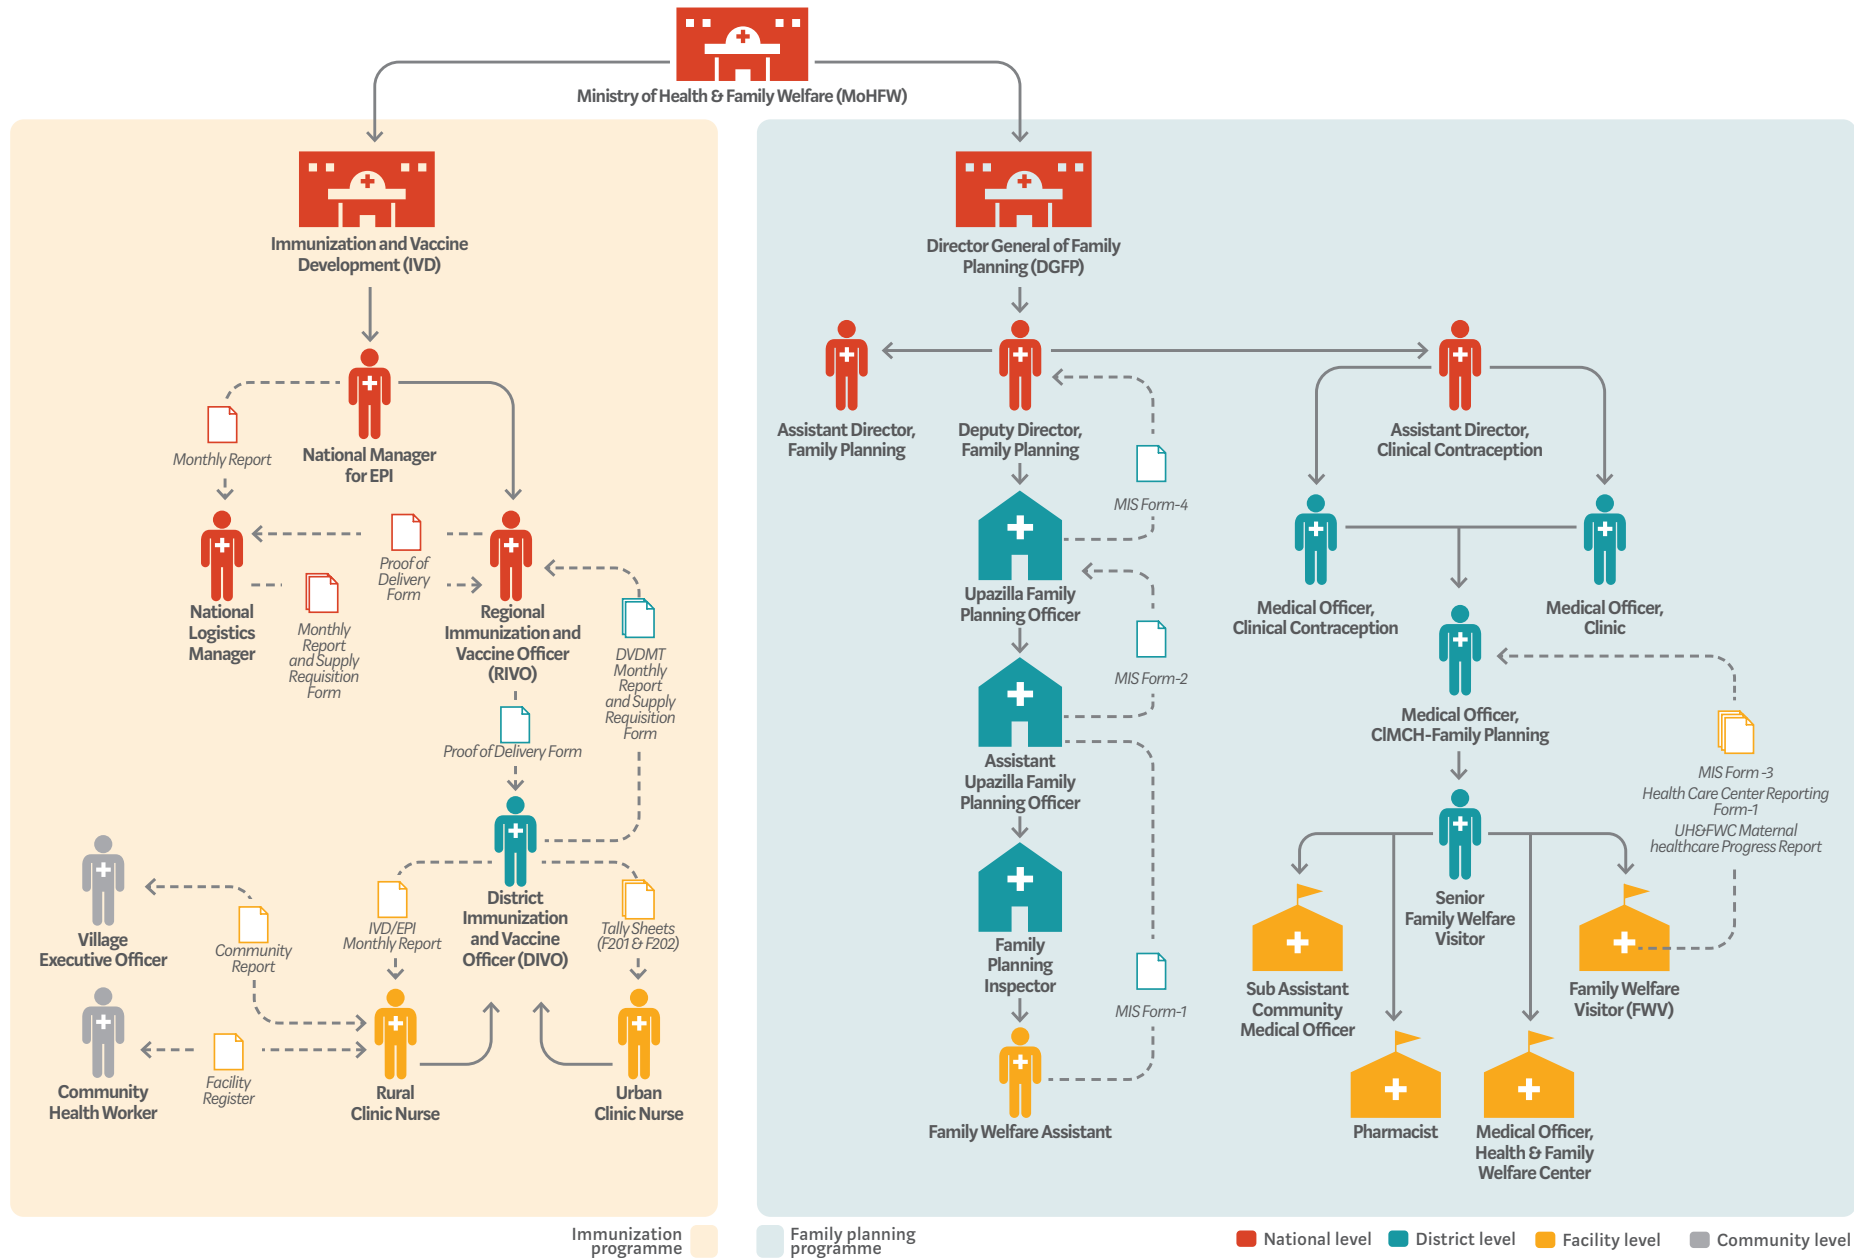 Ministry of Health & Family Welfare (MoHFW)
Immunization and Vaccine
Development (IVD)
Monthly Report
National Manager
for EPI
Proof of
Delivery
Form
National
Logistics
Manager
Monthly
Report
and Supply
Requisition
Form
Regional
Immunization and
Vaccine Officer
(RIVO)
DVDMT
Monthly
Report
and Supply
Requisition
Form
Proof of Delivery Form
Village
Executive Officer
Community
Report
IVD/EPI
Monthly Report
District
Immunization
and Vaccine
Officer (DIVO)
Tally Sheets
(F201 & F202)
Community
Health Worker
Facility
Register
Rural
Clinic Nurse
Urban
Clinic Nurse
Director General of Family
Planning (DGFP)
Assistant Director,
Family Planning
Deputy Director,
Family Planning
Assistant Director,
Clinical Contraception
MIS Form-4
Upazilla Family
Planning Officer
Medical Officer,
Clinical Contraception
Medical Officer,
Clinic
MIS Form-2
Assistant
Upazilla Family
Planning Officer
Medical Officer,
CIMCH-Family Planning
MIS Form -3
Health Care Center Reporting
Form-1
UH&FWC Maternal
healthcare Progress Report
Senior
Family Welfare
Visitor
Family
Planning
Inspector
MIS Form-1
Sub Assistant
Community
Medical Officer
Family Welfare
Visitor (FWV)
Family Welfare Assistant
Pharmacist
Medical Officer,
Health & Family
Welfare Center
Immunization
programme
Family planning
programme
National level
District level
Facility level
Community level